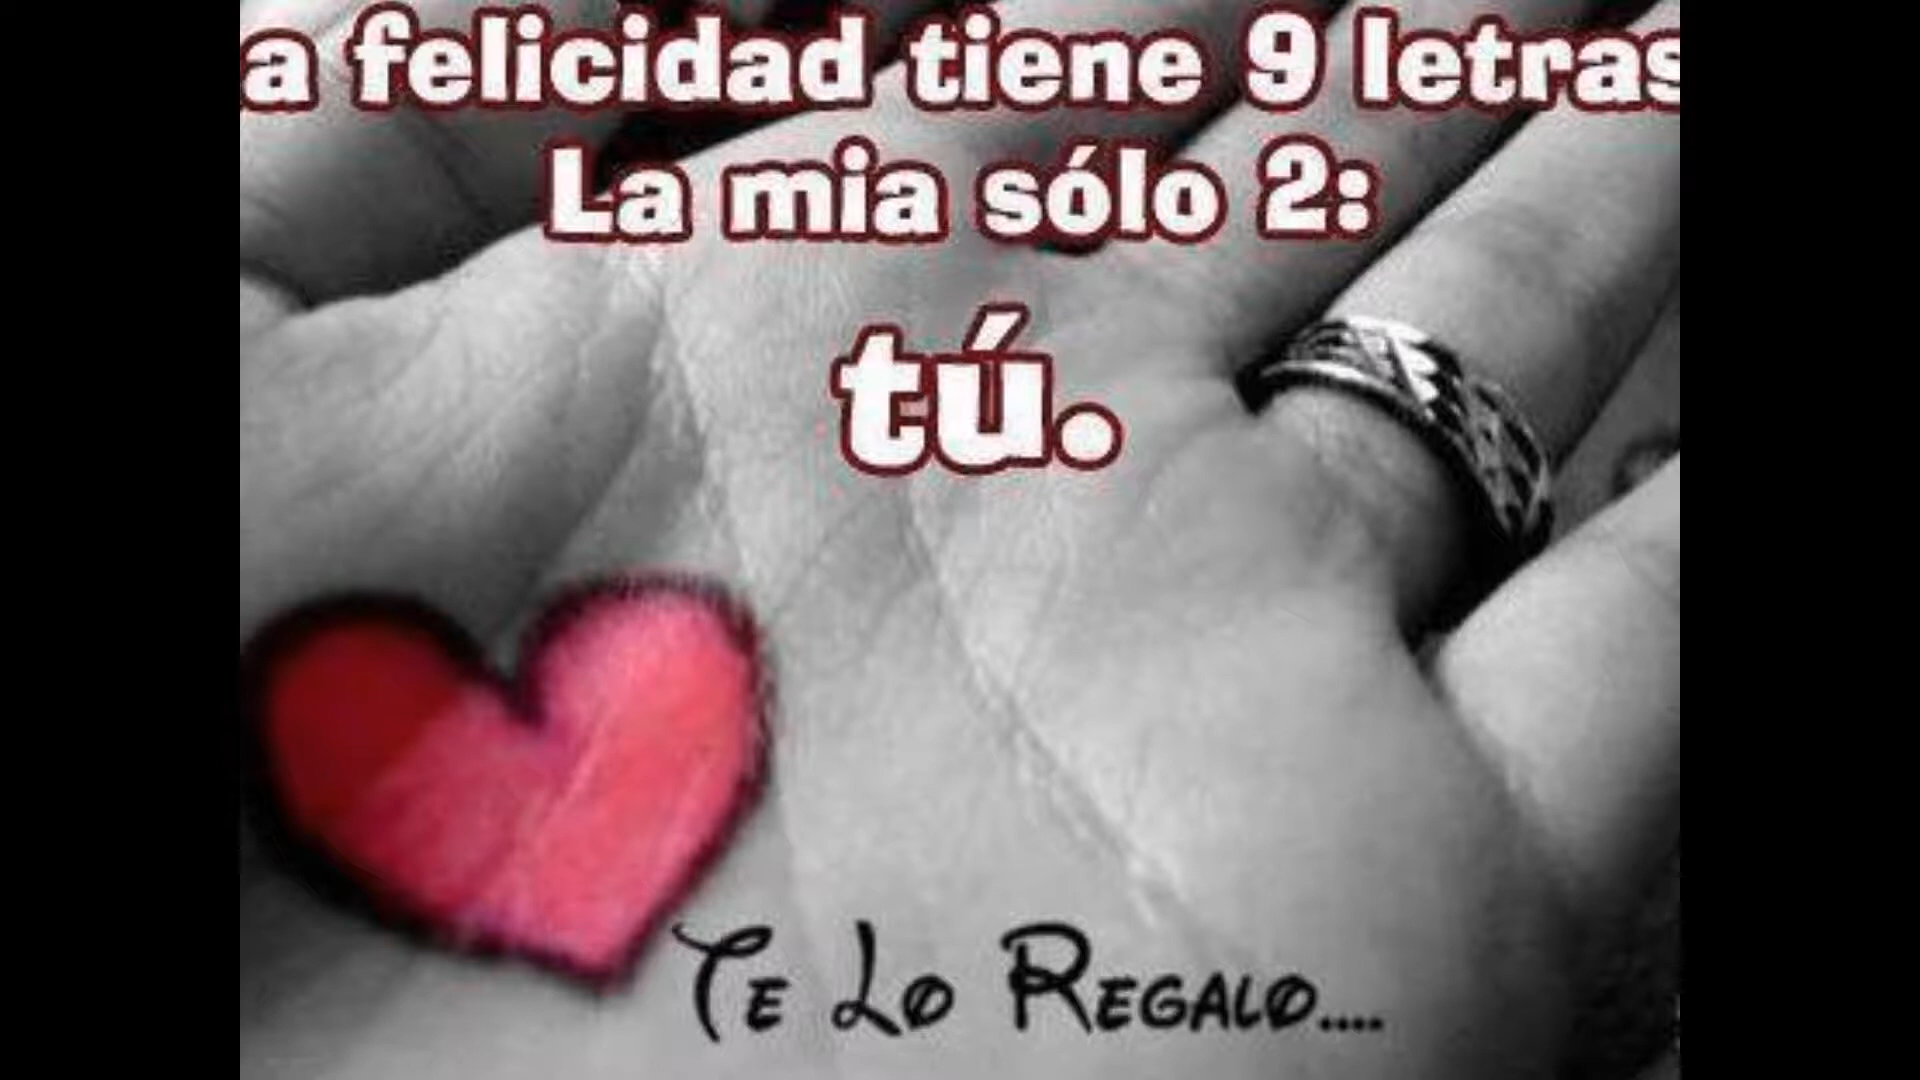 a felicidad tiene 9 letras
La mia sólo 2:
tú.
Te Lo Regalo....